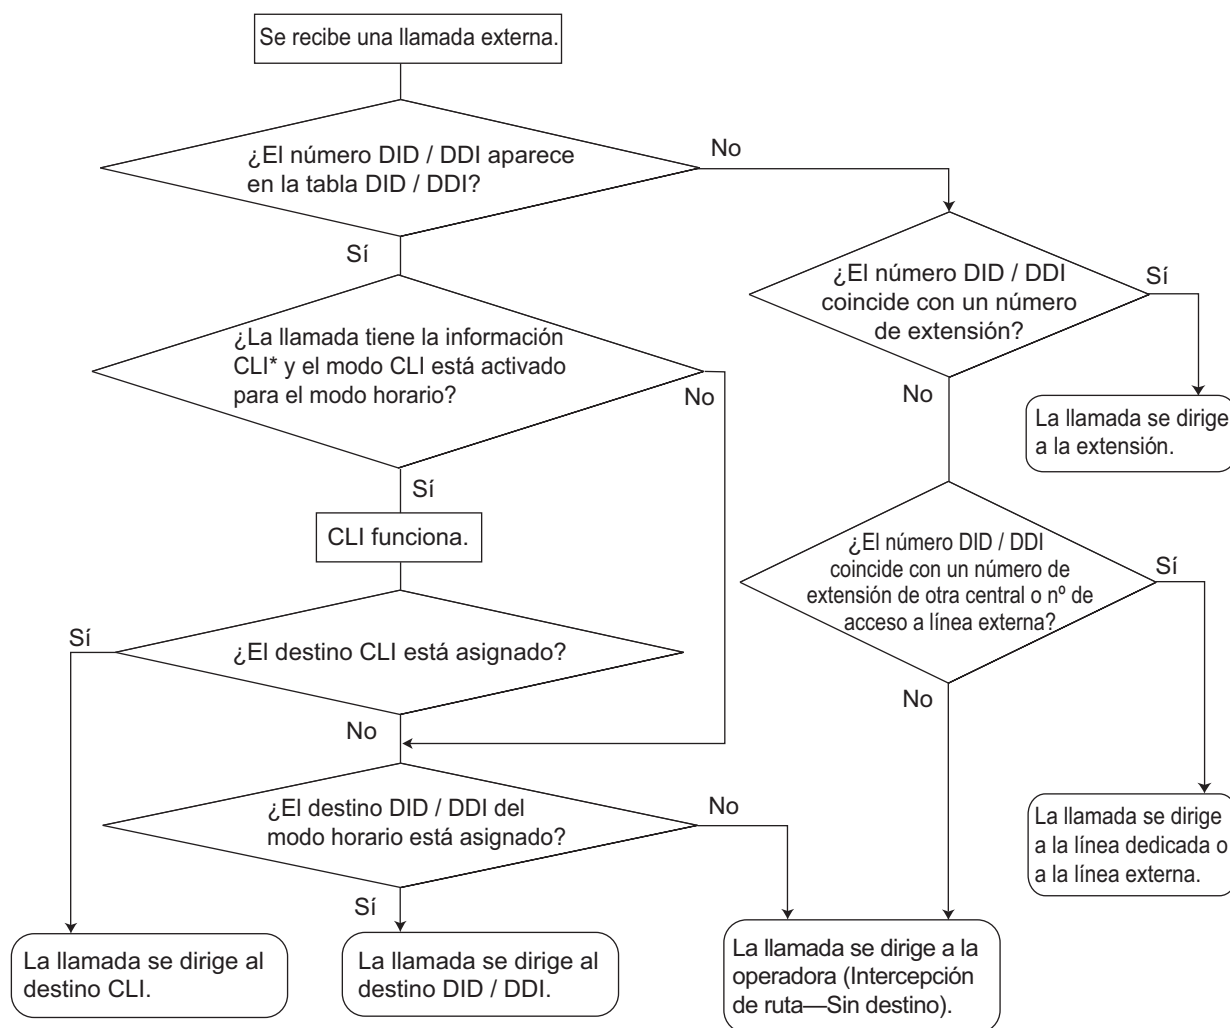 Se recibe una llamada externa.
¿El número DID / DDI aparece
en la tabla DID / DDI?
No
Sí
¿El número DID / DDI
coincide con un número
de extensión?
Sí
No
La llamada se dirige
a la extensión.
¿La llamada tiene la información
CLI* y el modo CLI está activado
para el modo horario?
No
Sí
CLI funciona.
¿El número DID / DDI
coincide con un número de
extensión de otra central o nº de
acceso a línea externa?
Sí
No
¿El destino CLI está asignado?
Sí
No
¿El destino DID / DDI del
modo horario está asignado?
No
Sí
La llamada se dirige
a la línea dedicada o
a la línea externa.
La llamada se dirige al
destino CLI.
La llamada se dirige al
destino DID / DDI.
La llamada se dirige a la
operadora (Intercepción
de ruta—Sin destino).